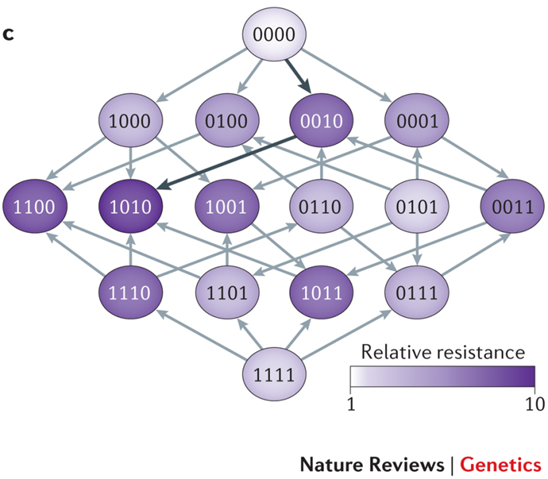 c
0000
1000 0100 0010 0001
1100 1010 1001 0110 0101 0011
1110 1101 1011 0111
1111
Relative resistance
1 10
Nature Reviews | Genetics